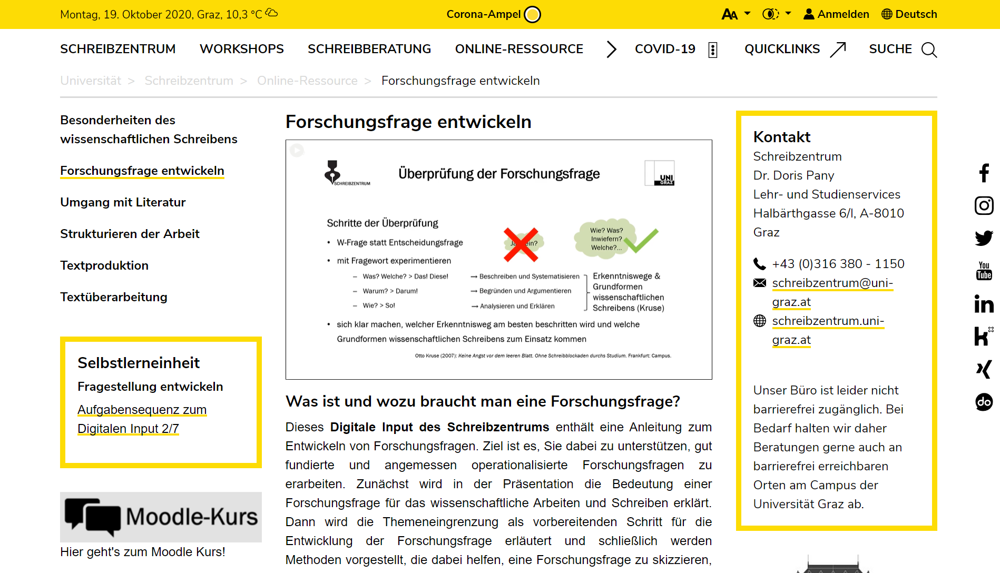 Montag, 19. Oktober 2020, Graz, 10,3 °C
Corona-Ampel
AA
Anmelden
Deutsch
SCHREIBZENTRUM
WORKSHOPS
SCHREIBBERATUNG
ONLINE-RESSOURCE
COVID-19
QUICKLINKS
SUCHE
Universität > Schreibzentrum > Online-Ressource > Forschungsfrage entwickeln
Besonderheiten des
wissenschaftlichen Schreibens
Forschungsfrage entwickeln
Umgang mit Literatur
Strukturieren der Arbeit
Textproduktion
Textüberarbeitung
Selbstlerneinheit
Fragestellung entwickeln
Aufgabensequenz zum
Digitalen Input 2/7
Moodle-Kurs
Hier geht's zum Moodle Kurs!
Forschungsfrage entwickeln
SCHREIBZENTRUM
Überprüfung der Forschungsfrage
UNI
GRAZ
Schritte der Überprüfung
• W-Frage statt Entscheidungsfrage
Wie? Was?
Inwiefern?
Welche?...
• mit Fragewort experimentieren
– Was? Welche? > Das! Diese! → Beschreiben und Systematisieren
– Warum? > Darum! → Begründen und Argumentieren
– Wie? > So! → Analysieren und Erklären
Erkenntniswege &
Grundformen
wissenschaftlichen
Schreibens (Kruse)
• sich klar machen, welcher Erkenntnisweg am besten beschritten wird und welche
Grundformen wissenschaftlichen Schreibens zum Einsatz kommen
Otto Kruse (2007): Keine Angst vor dem leeren Blatt. Ohne Schreibblockaden durchs Studium. Frankfurt: Campus.
Was ist und wozu braucht man eine Forschungsfrage?
Dieses Digitale Input des Schreibzentrums enthält eine Anleitung zum
Entwickeln von Forschungsfragen. Ziel ist es, Sie dabei zu unterstützen, gut
fundierte und angemessen operationalisierte Forschungsfragen zu
erarbeiten. Zunächst wird in der Präsentation die Bedeutung einer
Forschungsfrage für das wissenschaftliche Arbeiten und Schreiben erklärt.
Dann wird die Themeneingrenzung als vorbereitenden Schritt für die
Entwicklung der Forschungsfrage erläutert und schließlich werden
Methoden vorgestellt, die dabei helfen, eine Forschungsfrage zu skizzieren,
Kontakt
Schreibzentrum
Dr. Doris Pany
Lehr- und Studienservices
Halbärthgasse 6/I, A-8010
Graz
+43 (0)316 380 - 1150
schreibzentrum@uni-
graz.at
schreibzentrum.uni-
graz.at
Unser Büro ist leider nicht
barrierefrei zugänglich. Bei
Bedarf halten wir daher
Beratungen gerne auch an
barrierefrei erreichbaren
Orten am Campus der
Universität Graz ab.
You
Tube
in
k
do